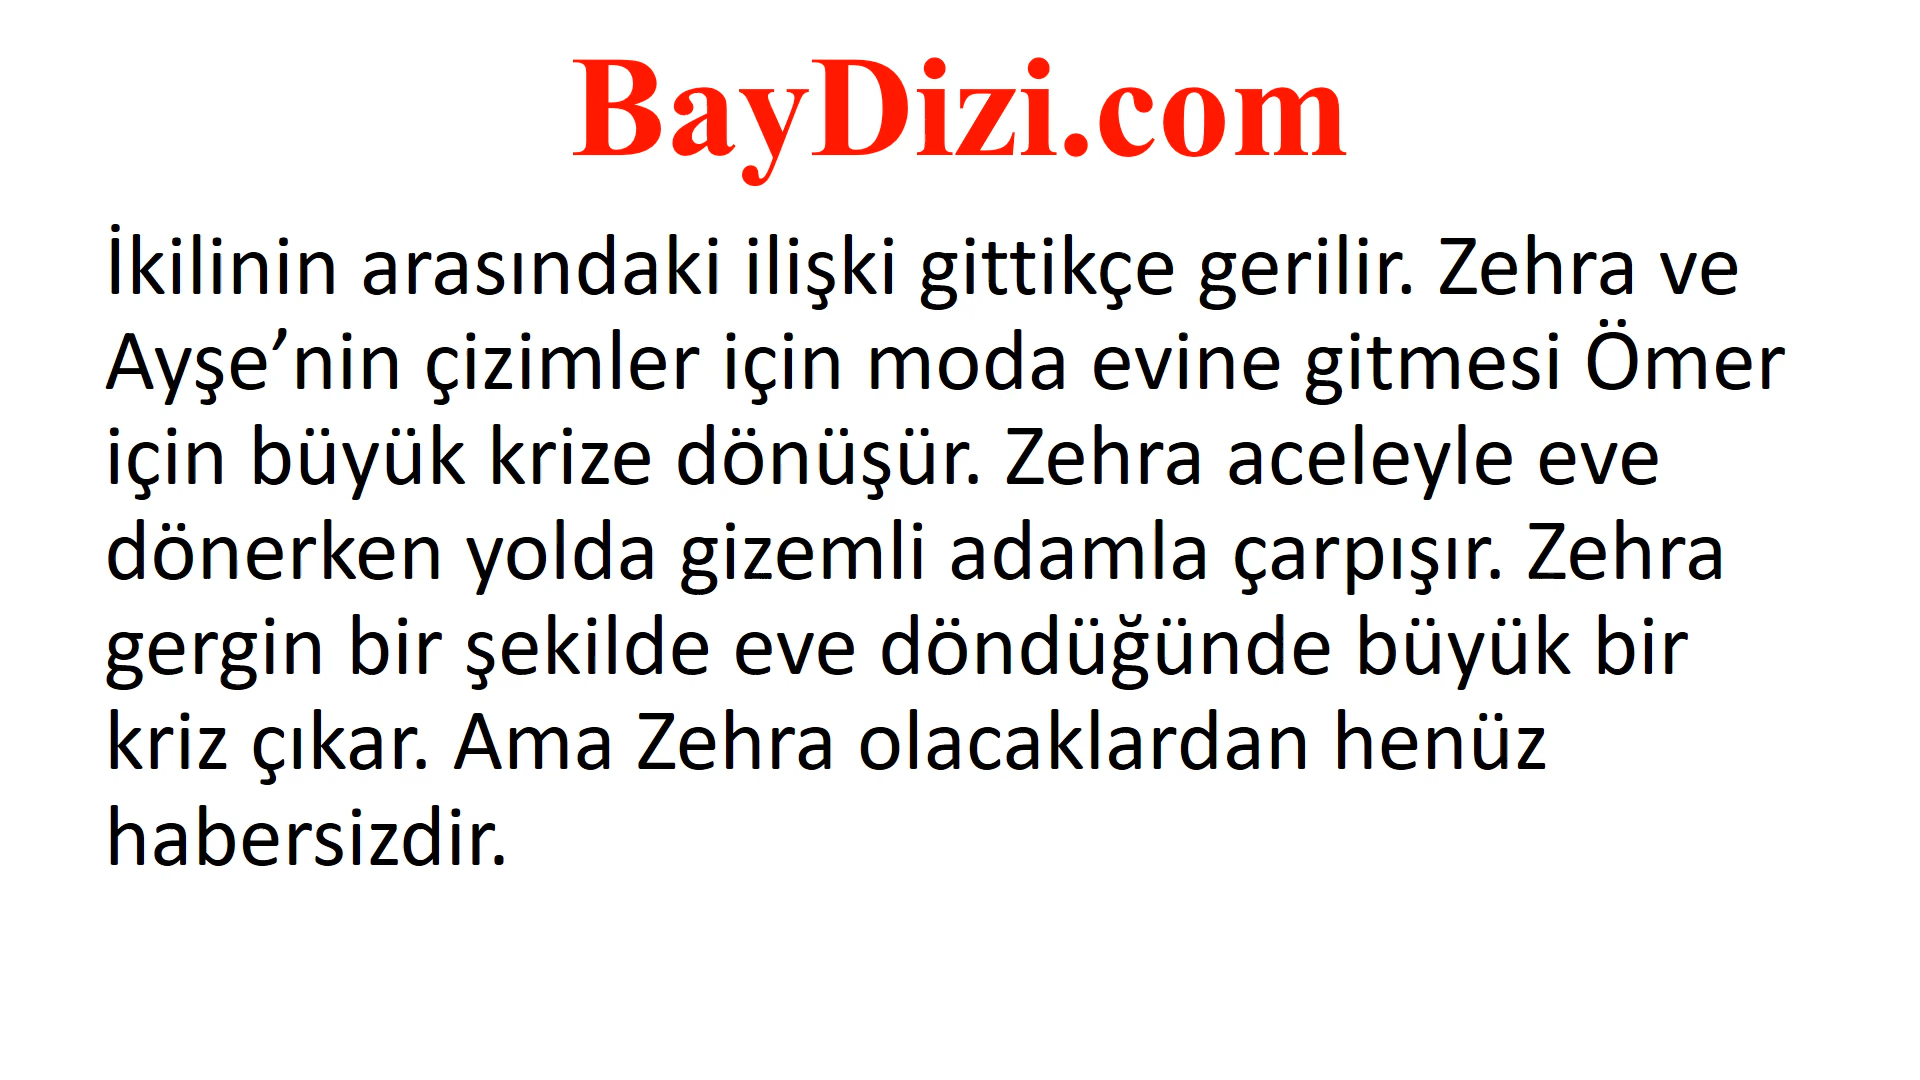 BayDizi.com
İkilinin arasındaki ilişki gittikçe gerilir. Zehra ve
Ayşe’nin çizimler için moda evine gitmesi Ömer
için büyük krize dönüşür. Zehra aceleyle eve
dönerken yolda gizemli adamla çarpışır. Zehra
gergin bir şekilde eve döndüğünde büyük bir
kriz çıkar. Ama Zehra olacaklardan henüz
habersizdir.